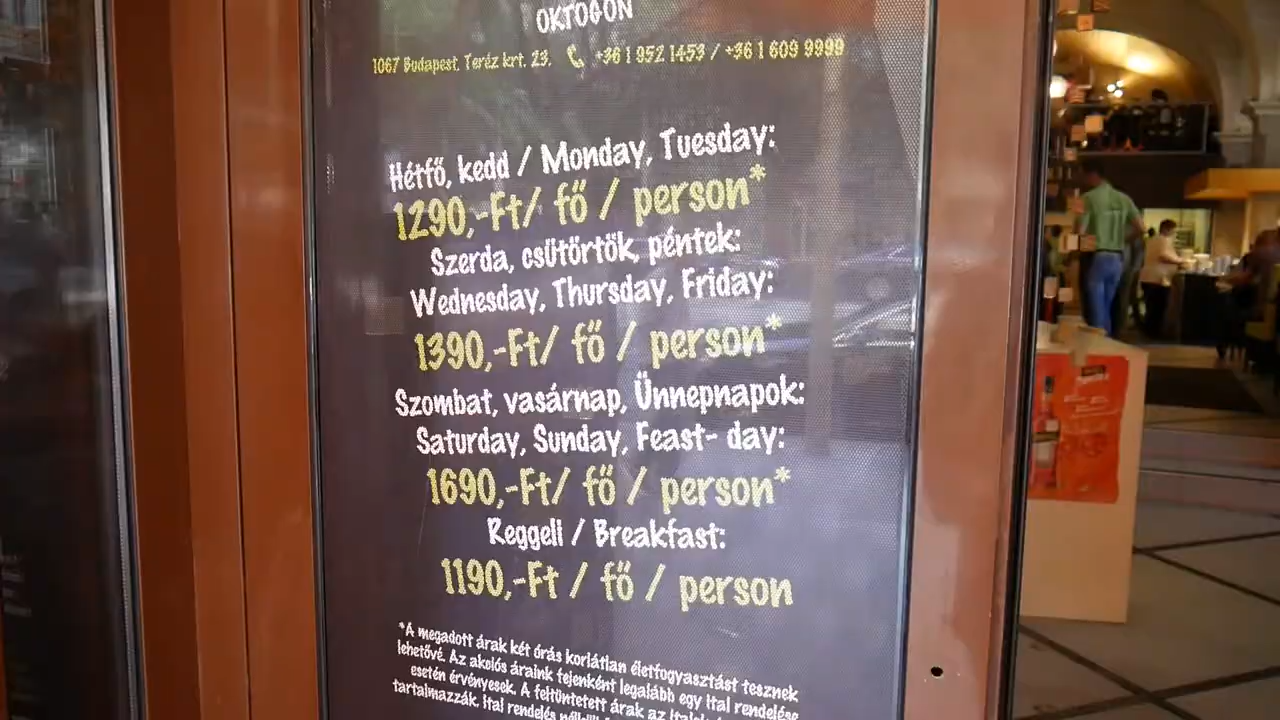 OKTOGON
1067 Budapest, Teréz krt. 23. +36 1 952 1453 / +36 1 609 9999
Hétfő, kedd / Monday, Tuesday:
1290,-Ft/ fő / person*
Szerda, csütörtök, péntek:
Wednesday, Thursday, Friday:
1390,-Ft/ fő / person*
Szombat, vasárnap, Ünnepnapok:
Saturday, Sunday, Feast- day:
1690,-Ft/ fő / person*
Reggeli / Breakfast:
1190,-Ft / fő / person
*A megadott árak két órás korlátlan ételfogyasztást tesznek
lehetővé. Az akciós áraink fejenként legalább egy ital rendelése
esetén érvényesek. A feltüntetett árak az
tartalmazzák. Ital rendelés